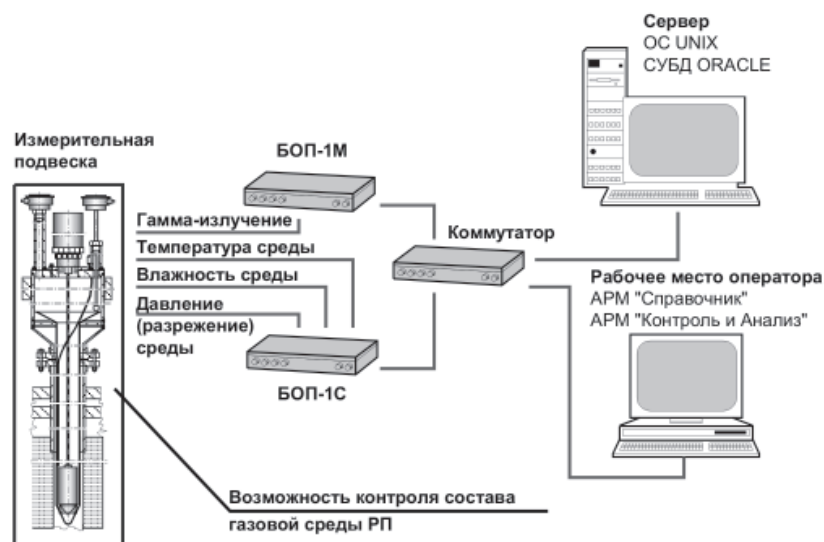 Сервер
ОС UNIX
СУБД ORACLE
Измерительная
подвеска
БОП-1М
Гамма-излучение
Температура среды
Влажность среды
Давление
(разрежение)
среды
Коммутатор
Рабочее место оператора
АРМ "Справочник"
АРМ "Контроль и Анализ"
БОП-1С
Возможность контроля состава
газовой среды РП